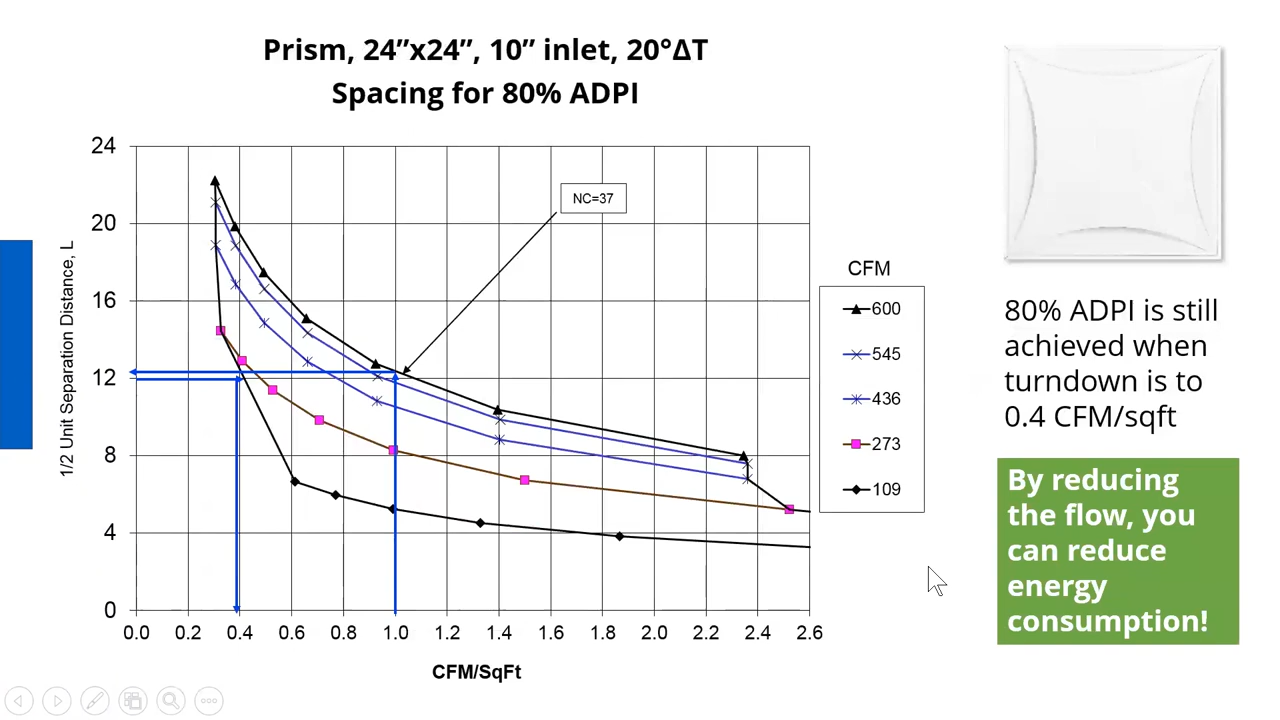 Prism, 24”x24”, 10” inlet, 20°ΔT
Spacing for 80% ADPI
24
20
16
12
8
4
0
1/2 Unit Separation Distance, L
0.0 0.2 0.4 0.6 0.8 1.0 1.2 1.4 1.6 1.8 2.0 2.2 2.4 2.6
CFM/SqFt
NC=37
CFM
600
545
436
273
109
80% ADPI is still
achieved when
turndown is to
0.4 CFM/sqft
By reducing
the flow, you
can reduce
energy
consumption!